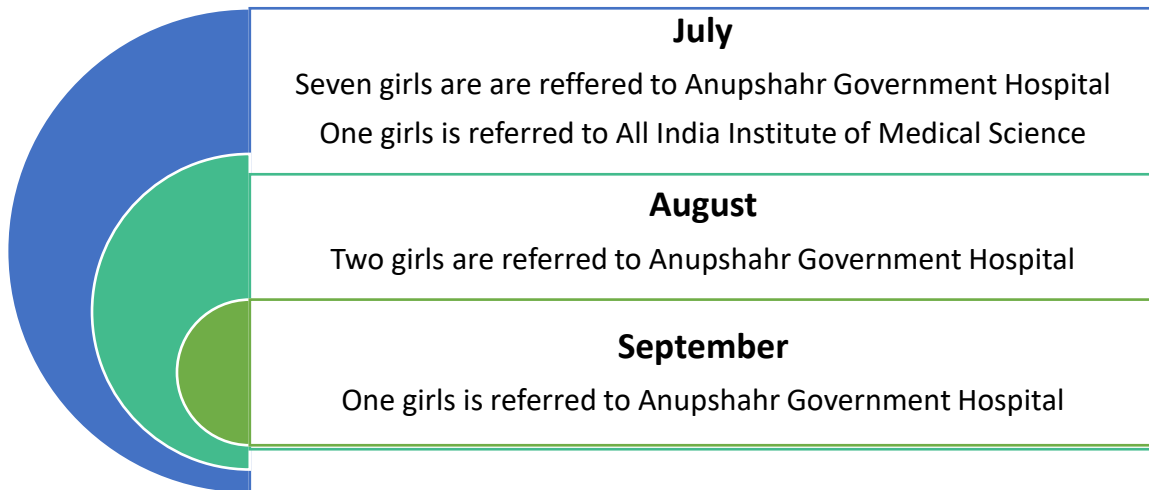 July
Seven girls are are reffered to Anupshahr Government Hospital
One girls is referred to All India Institute of Medical Science
August
Two girls are referred to Anupshahr Government Hospital
September
One girls is referred to Anupshahr Government Hospital